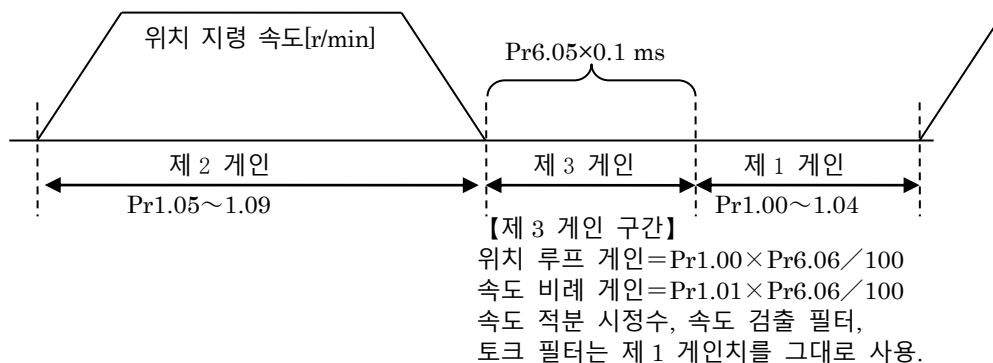 위치 지령 속도[r/min]
Pr6.05×0.1 ms
제 2 게인
제 3 게인
제 1 게인
Pr1.05～1.09
Pr1.00～1.04
【제 3 게인 구간】
위치 루프 게인＝Pr1.00×Pr6.06／100
속도 비례 게인＝Pr1.01×Pr6.06／100
속도 적분 시정수, 속도 검출 필터,
토크 필터는 제 1 게인치를 그대로 사용.